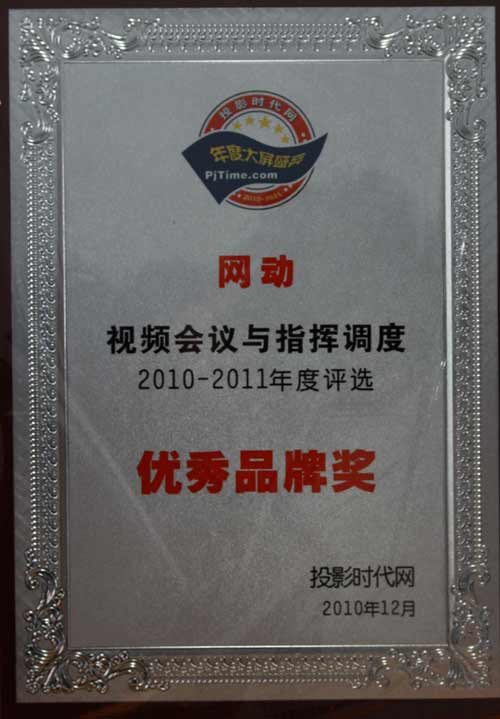 投影时代网
年度大屏盛典
PjTime.com
2010-2011
网动
视频会议与指挥调度
2010-2011年度评选
优秀品牌奖
投影时代网
2010年12月